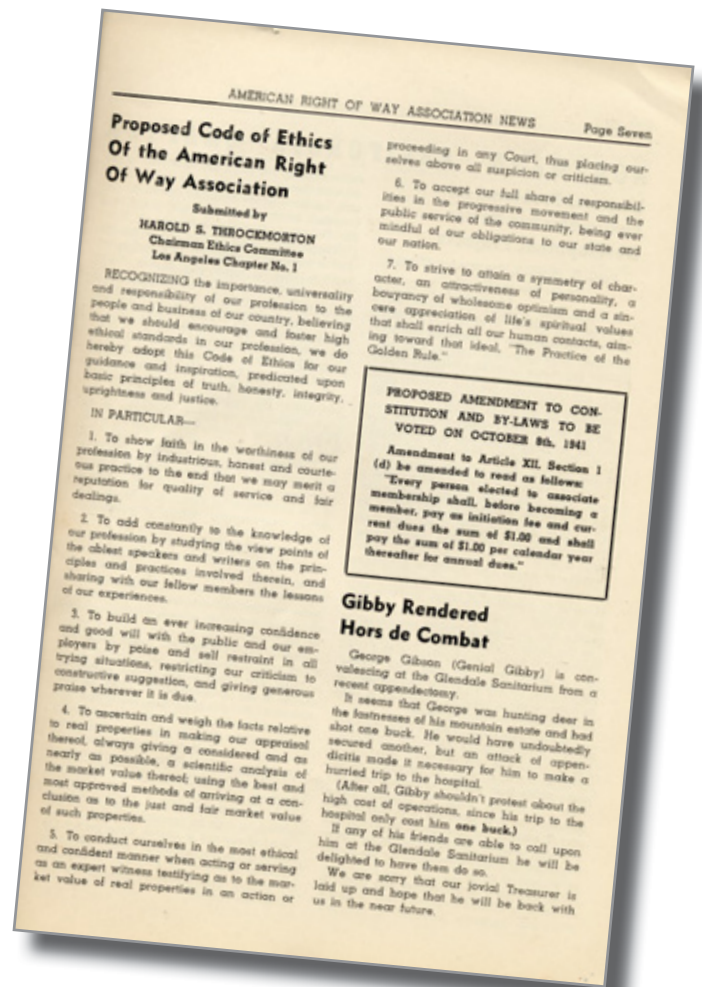 AMERICAN RIGHT OF WAY ASSOCIATION NEWS Page Seven
Proposed Code of Ethics
Of the American Right
Of Way Association
Submitted by
HAROLD S. THROCKMORTON
Chairman Ethics Committee
Los Angeles Chapter No. 1
RECOGNIZING the importance, universality
and responsibility of our profession to the
people and business of our country, believing
that we should encourage and foster high
ethical standards in our profession, we do
hereby adopt this Code of Ethics for our
guidance and inspiration, predicated upon
basic principles of truth, honesty, integrity,
uprightness and justice.
IN PARTICULAR—
1. To show faith in the worthiness of our
profession by industrious, honest and courte-
ous practice to the end that we may merit a
reputation for quality of service and fair
dealings.
2. To add constantly to the knowledge of
our profession by studying the view points of
the ablest speakers and writers on the prin-
ciples and practices involved therein, and
sharing with our fellow members the lessons
of our experiences.
3. To build an ever increasing confidence
and good will with the public and our em-
ployers by poise and self restraint in all
trying situations, restricting our criticism to
constructive suggestion, and giving generous
praise wherever it is due.
4. To ascertain and weigh the facts relative
to real properties in making our appraisal
thereof, always giving a considered and as
nearly as possible, a scientific analysis of
the market value thereof; using the best and
most approved methods of arriving at a con-
clusion as to the just and fair market value
of such properties.
5. To conduct ourselves in the most ethical
and confident manner when acting or serving
as an expert witness testifying as to the mar-
ket value of real properties in an action or
proceeding in any Court, thus placing our-
selves above all suspicion or criticism.
6. To accept our full share of responsibil-
ities in the progressive movement and the
public service of the community, being ever
mindful of our obligations to our state and
our nation.
7. To strive to attain a symmetry of char-
acter, an attractiveness of personality, a
bouyancy of wholesome optimism and a sin-
cere appreciation of life's spiritual values
that shall enrich all our human contacts, aim-
ing toward that ideal, "The Practice of the
Golden Rule."
PROPOSED AMENDMENT TO CON-
STITUTION AND BY-LAWS TO BE
VOTED ON OCTOBER 8th, 1941
Amendment to Article XII, Section 1
(d) be amended to read as follows:
"Every person elected to associate
membership shall, before becoming a
member, pay as initiation fee and cur-
rent dues the sum of $1.00 and shall
pay the sum of $1.00 per calendar year
thereafter for annual dues."
Gibby Rendered
Hors de Combat
George Gibson (Genial Gibby) is con-
valescing at the Glendale Sanitarium from a
recent appendectomy.
It seems that George was hunting deer in
the fastnesses of his mountain estate and had
shot one buck. He would have undoubtedly
secured another, but an attack of appen-
dicitis made it necessary for him to make a
hurried trip to the hospital.
(After all, Gibby shouldn't protest about the
high cost of operations, since his trip to the
hospital only cost him one buck.)
If any of his friends are able to call upon
him at the Glendale Sanitarium he will be
delighted to have them do so.
We are sorry that our jovial Treasurer is
laid up and hope that he will be back with
us in the near future.